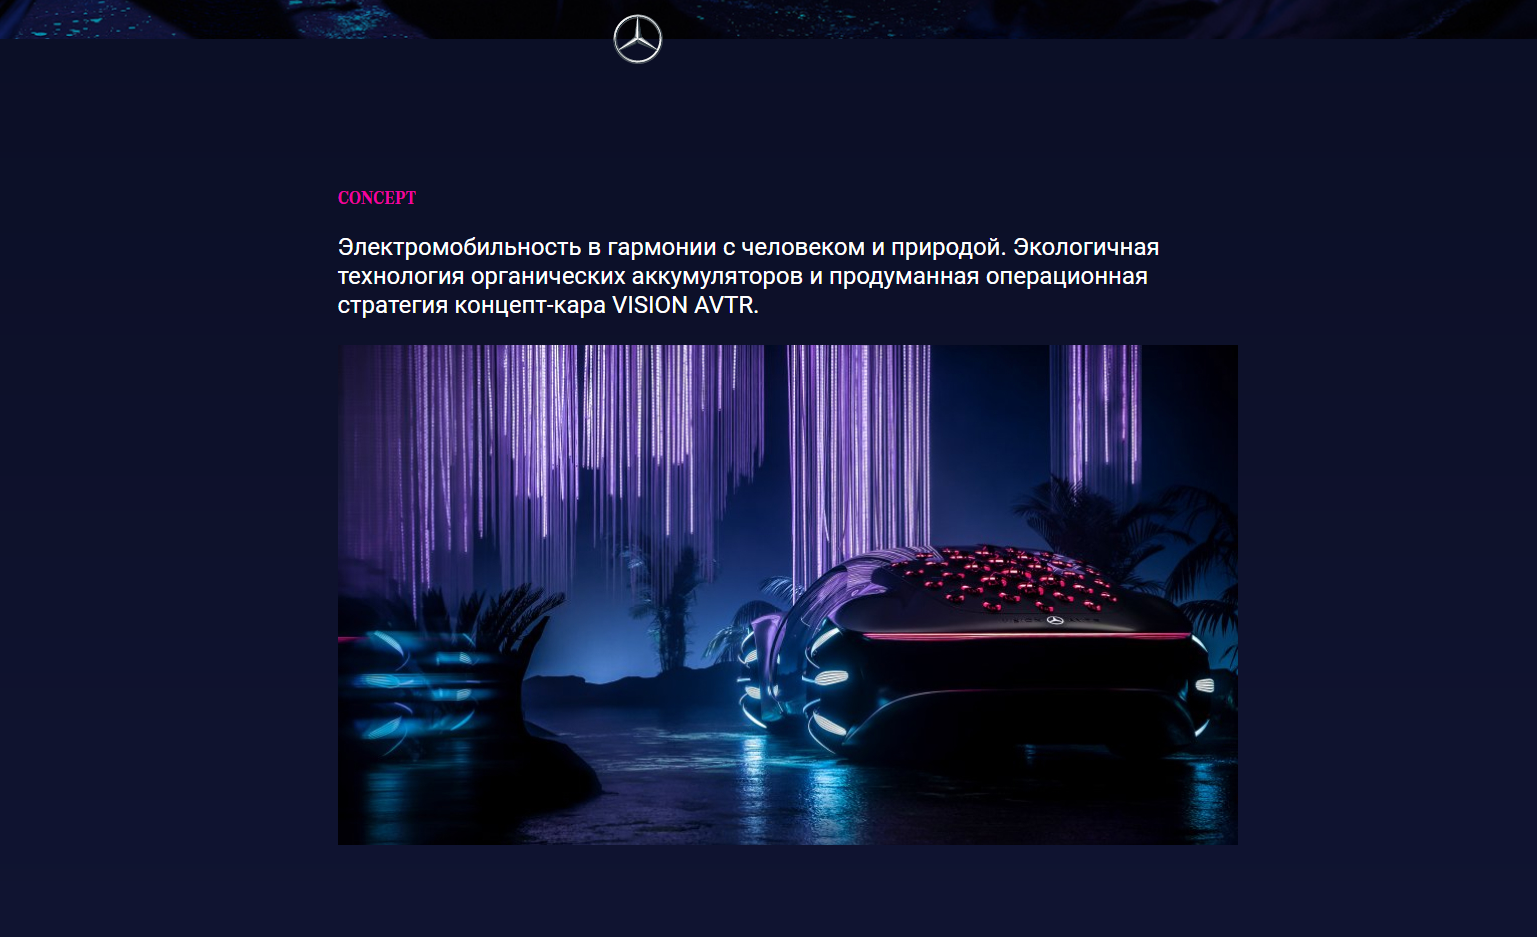 CONCEPT
Электромобильность в гармонии с человеком и природой. Экологичная
технология органических аккумуляторов и продуманная операционная
стратегия концепт-кара VISION AVTR.